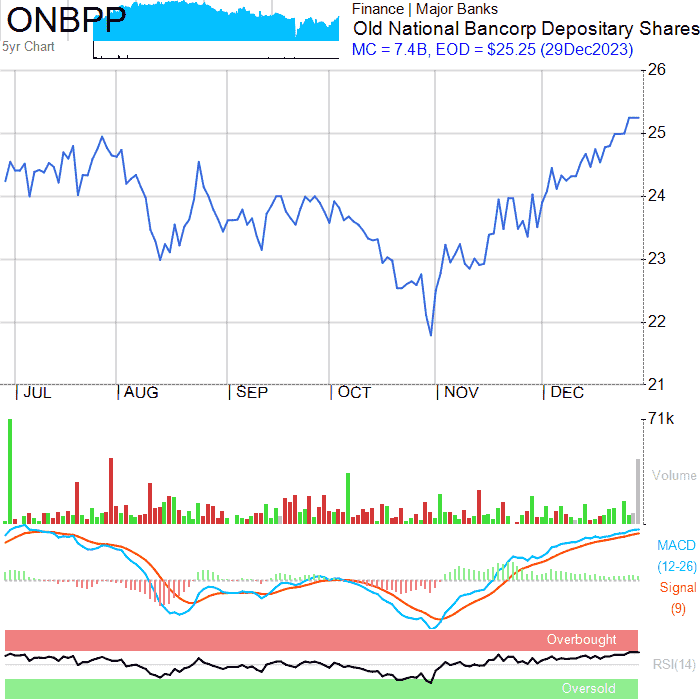 ONBPP
5yr Chart
Finance | Major Banks
Old National Bancorp Depositary Shares
MC = 7.4B, EOD = $25.25 (29Dec2023)
26
25
24
23
22
21
JUL AUG SEP OCT NOV DEC
71k
Volume
MACD
(12-26)
Signal
(9)
Overbought
RSI(14)
Oversold